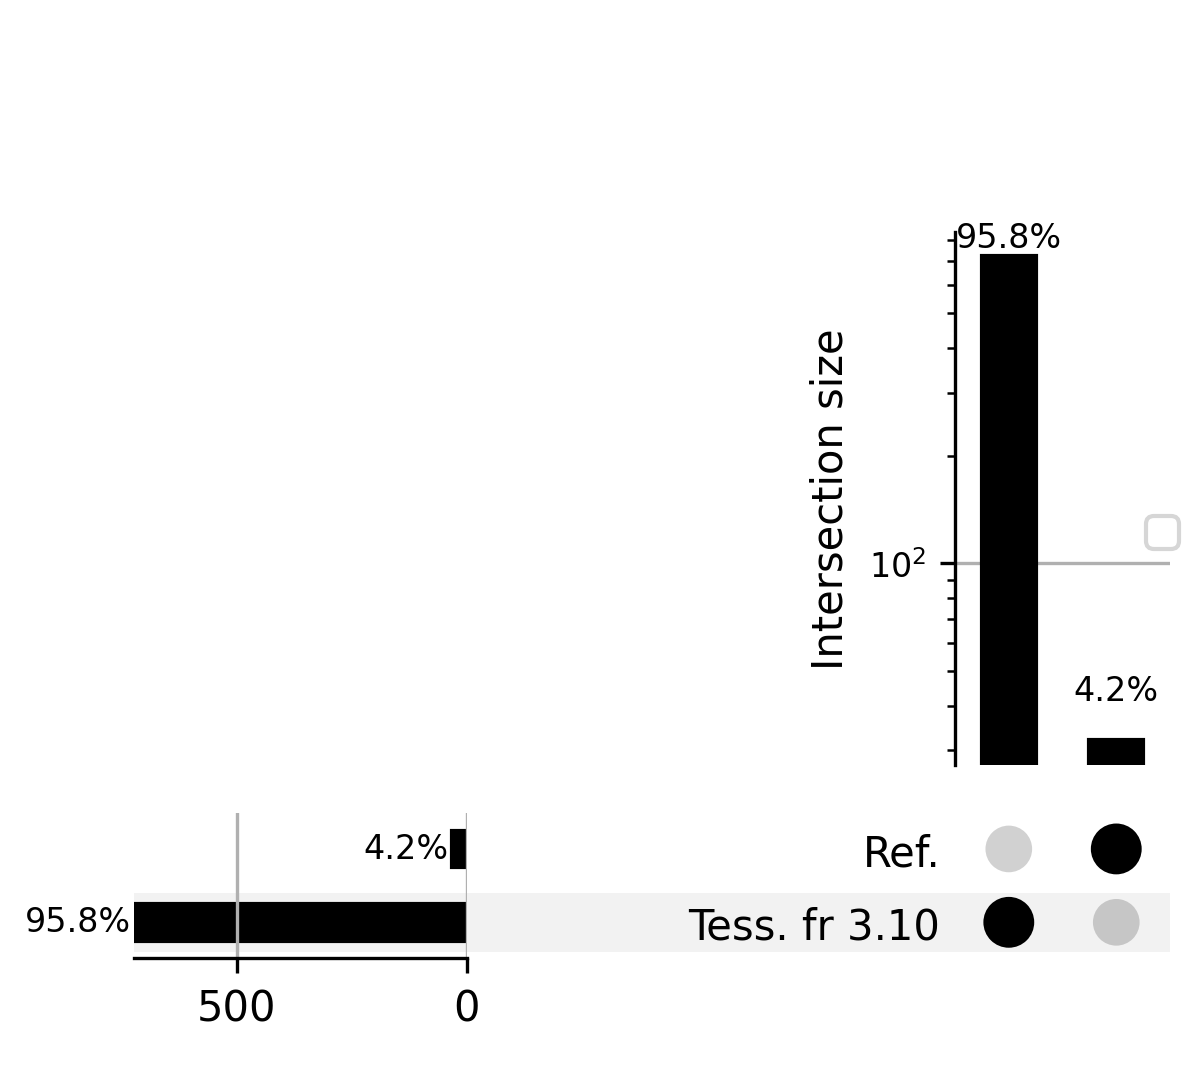 95.8%
Intersection size
10²
4.2%
4.2%
Ref.
95.8%
Tess. fr 3.10
500
0